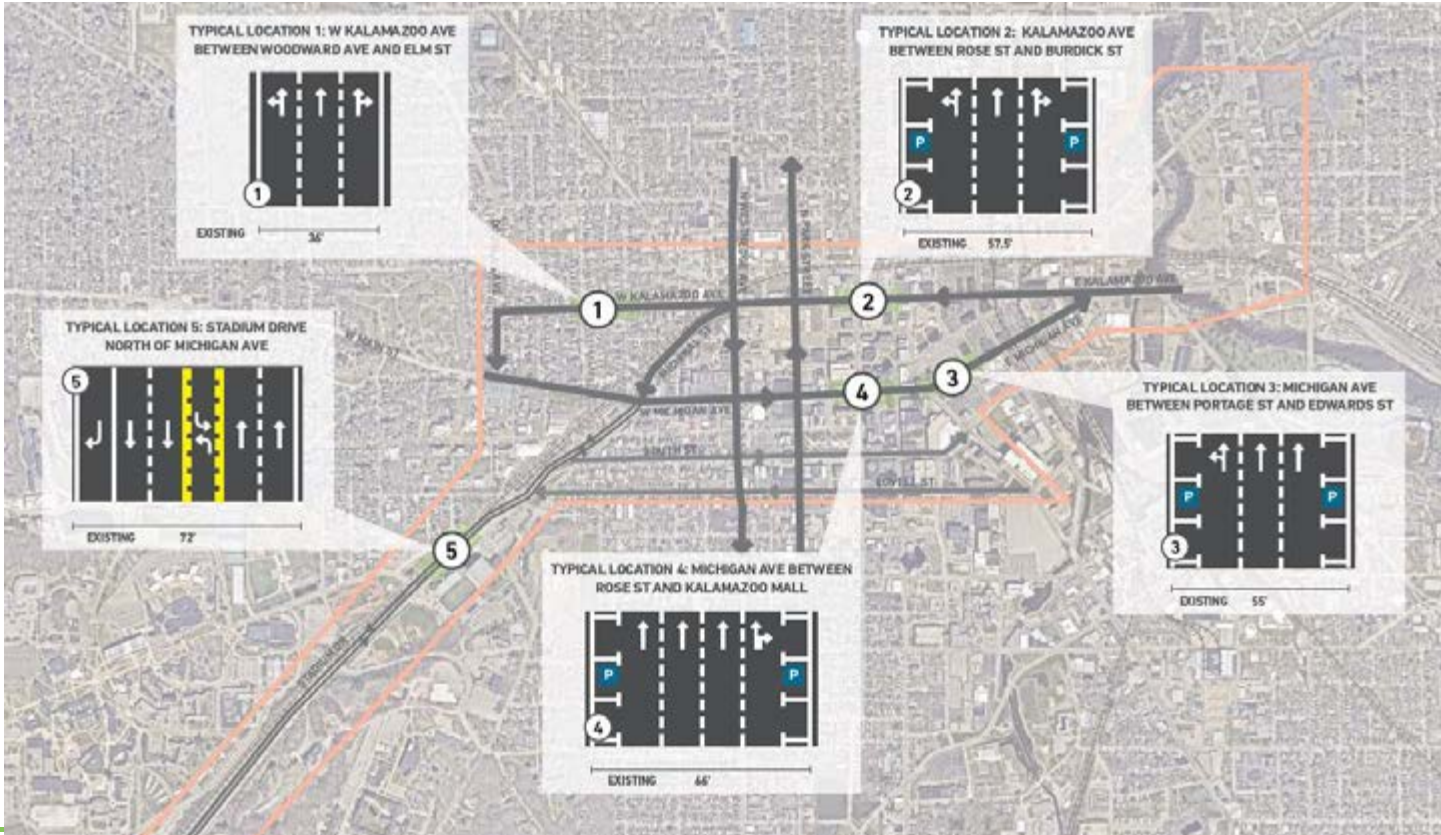 TYPICAL LOCATION 1: W KALAMAZOO AVE
BETWEEN WOODWARD AVE AND ELM ST
1
EXISTING 36'
TYPICAL LOCATION 2: KALAMAZOO AVE
BETWEEN ROSE ST AND BURDICK ST
P
P
2
EXISTING 57.5'
W KALAMAZOO AVE
E KALAMAZOO AVE
1
2
W MAIN ST
E MICHIGAN AVE
W MICHIGAN AVE
4
3
SOUTH ST
LOVELL ST
5
TYPICAL LOCATION 5: STADIUM DRIVE
NORTH OF MICHIGAN AVE
5
EXISTING 72'
TYPICAL LOCATION 3: MICHIGAN AVE
BETWEEN PORTAGE ST AND EDWARDS ST
P
P
3
EXISTING 55'
TYPICAL LOCATION 4: MICHIGAN AVE BETWEEN
ROSE ST AND KALAMAZOO MALL
P
P
4
EXISTING 66'